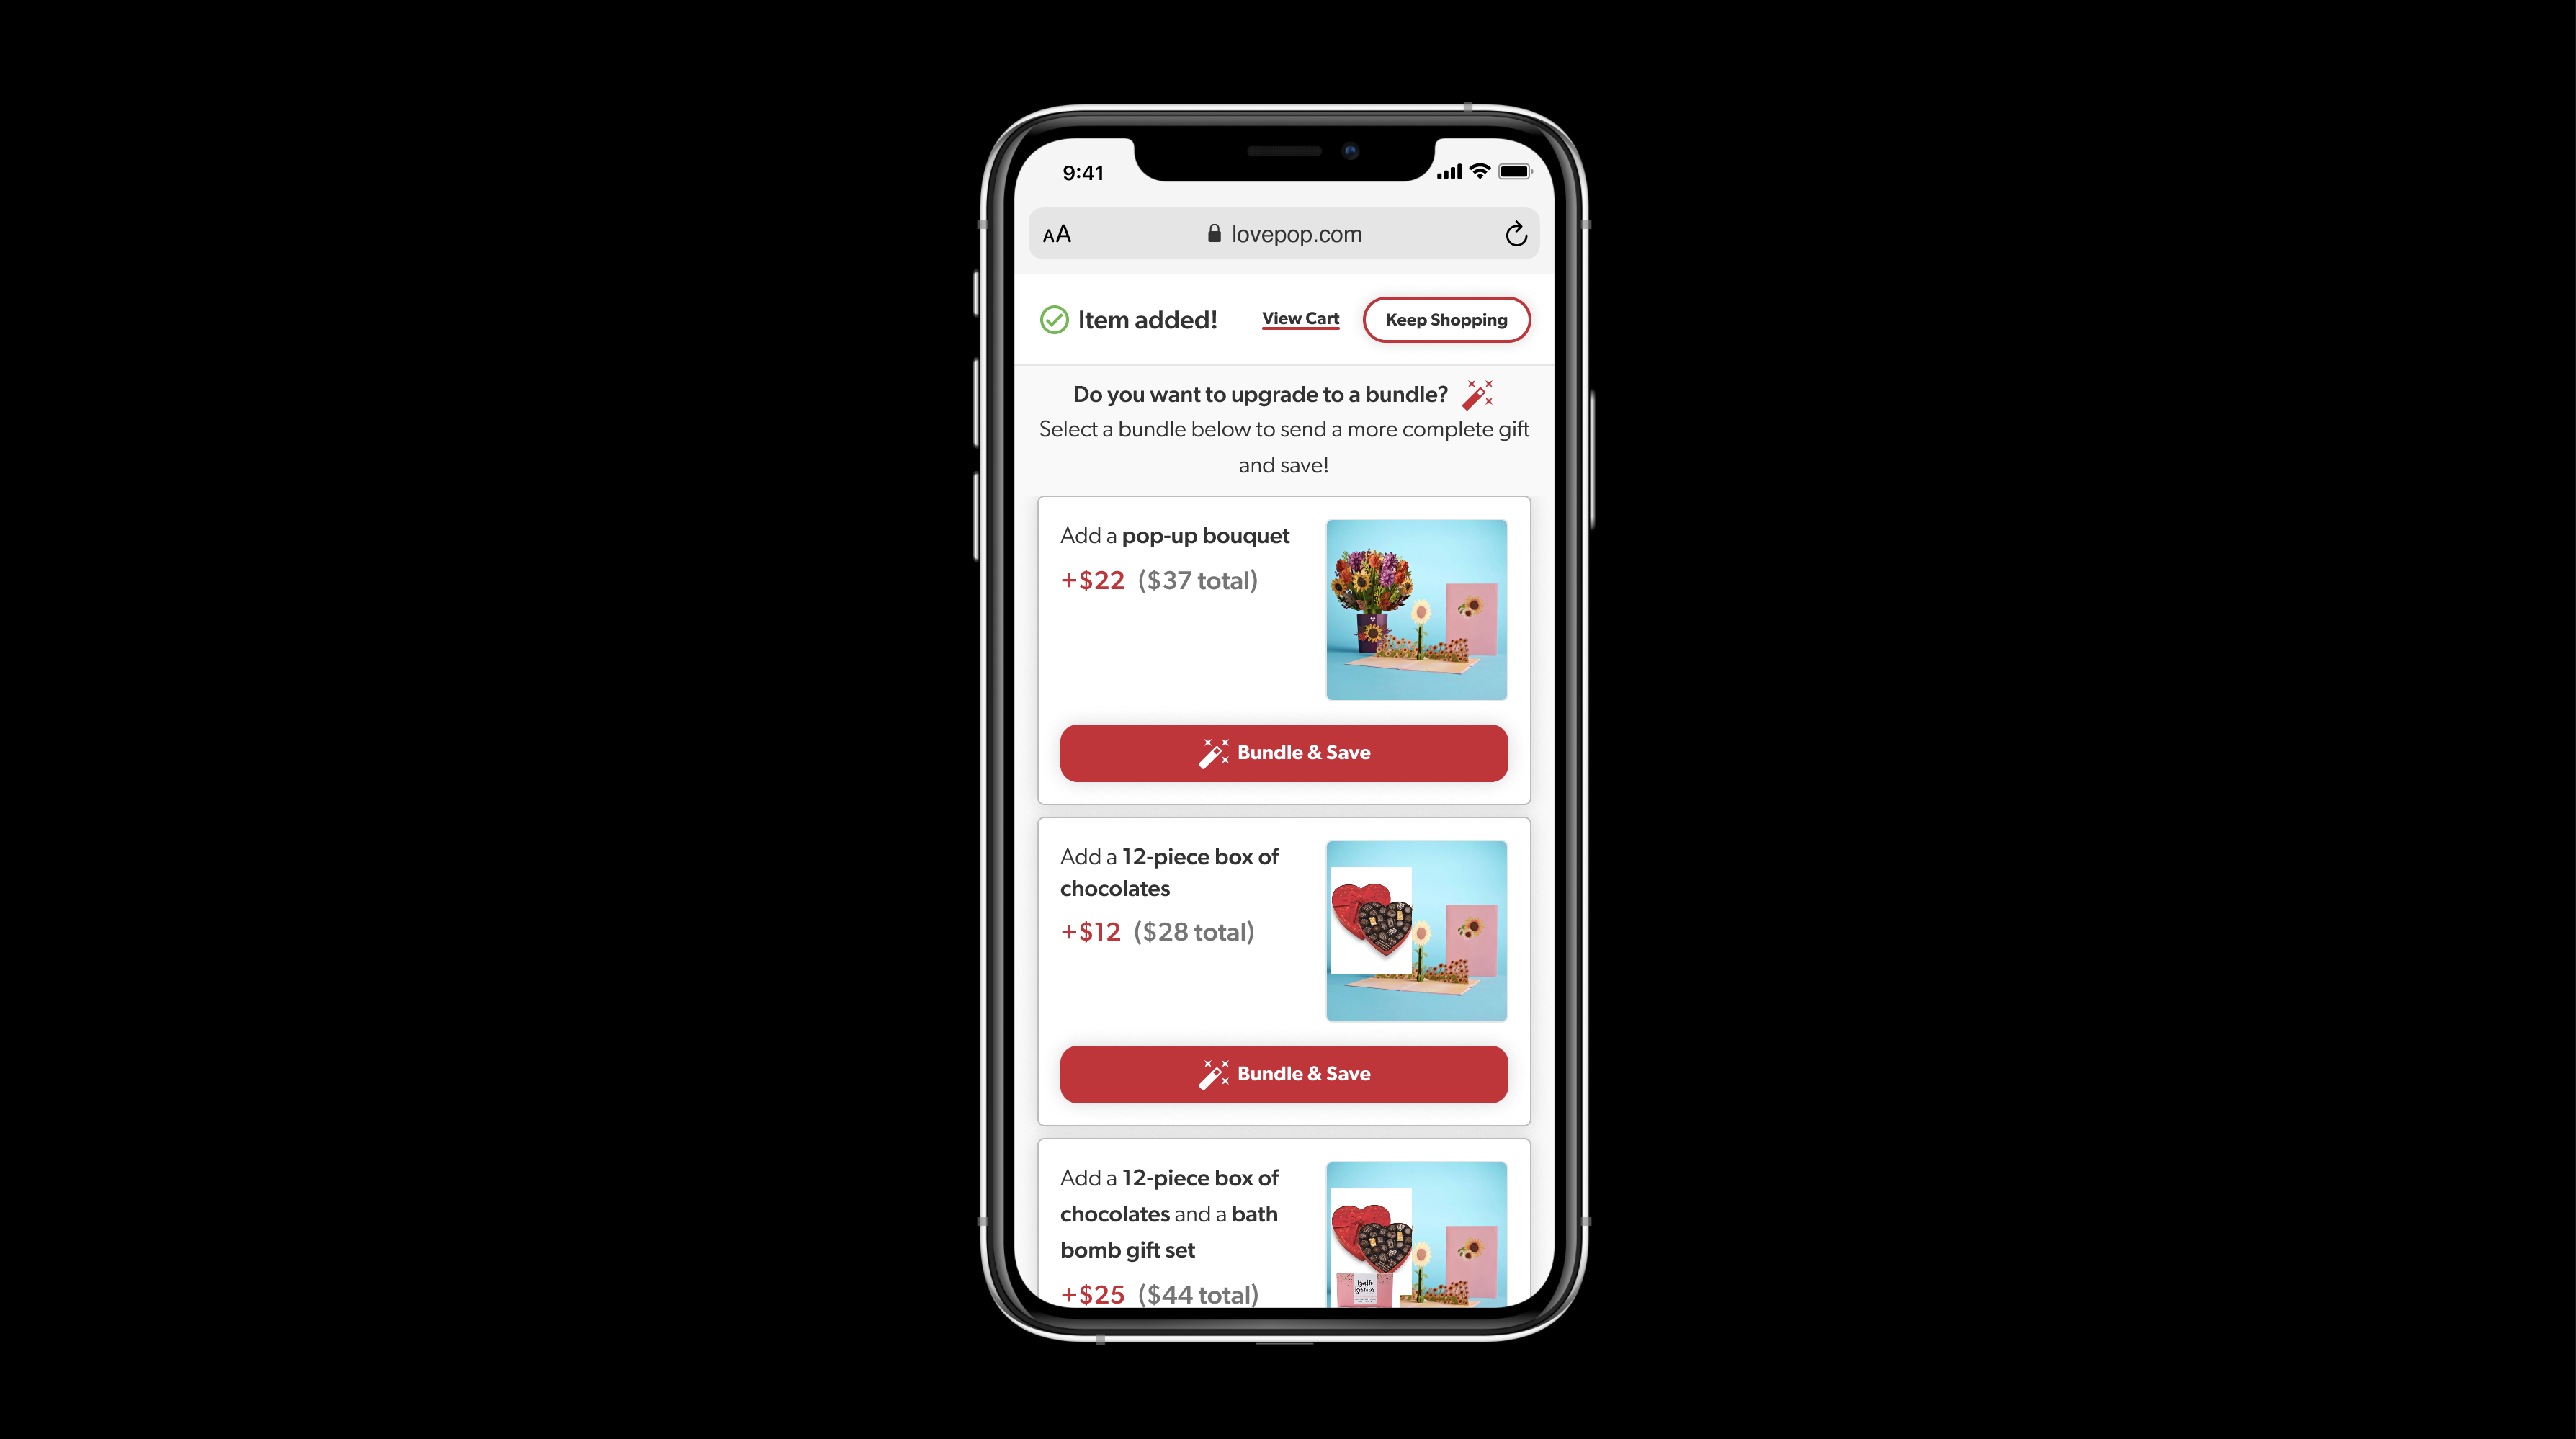 9:41
AA lovepop.com
Item added! View Cart Keep Shopping
Do you want to upgrade to a bundle?
Select a bundle below to send a more complete gift
and save!
Add a pop-up bouquet
+$22 ($37 total)
Bundle & Save
Add a 12-piece box of
chocolates
+$12 ($28 total)
Bundle & Save
Add a 12-piece box of
chocolates and a bath
bomb gift set
+$25 ($44 total)
Bath
Bombs